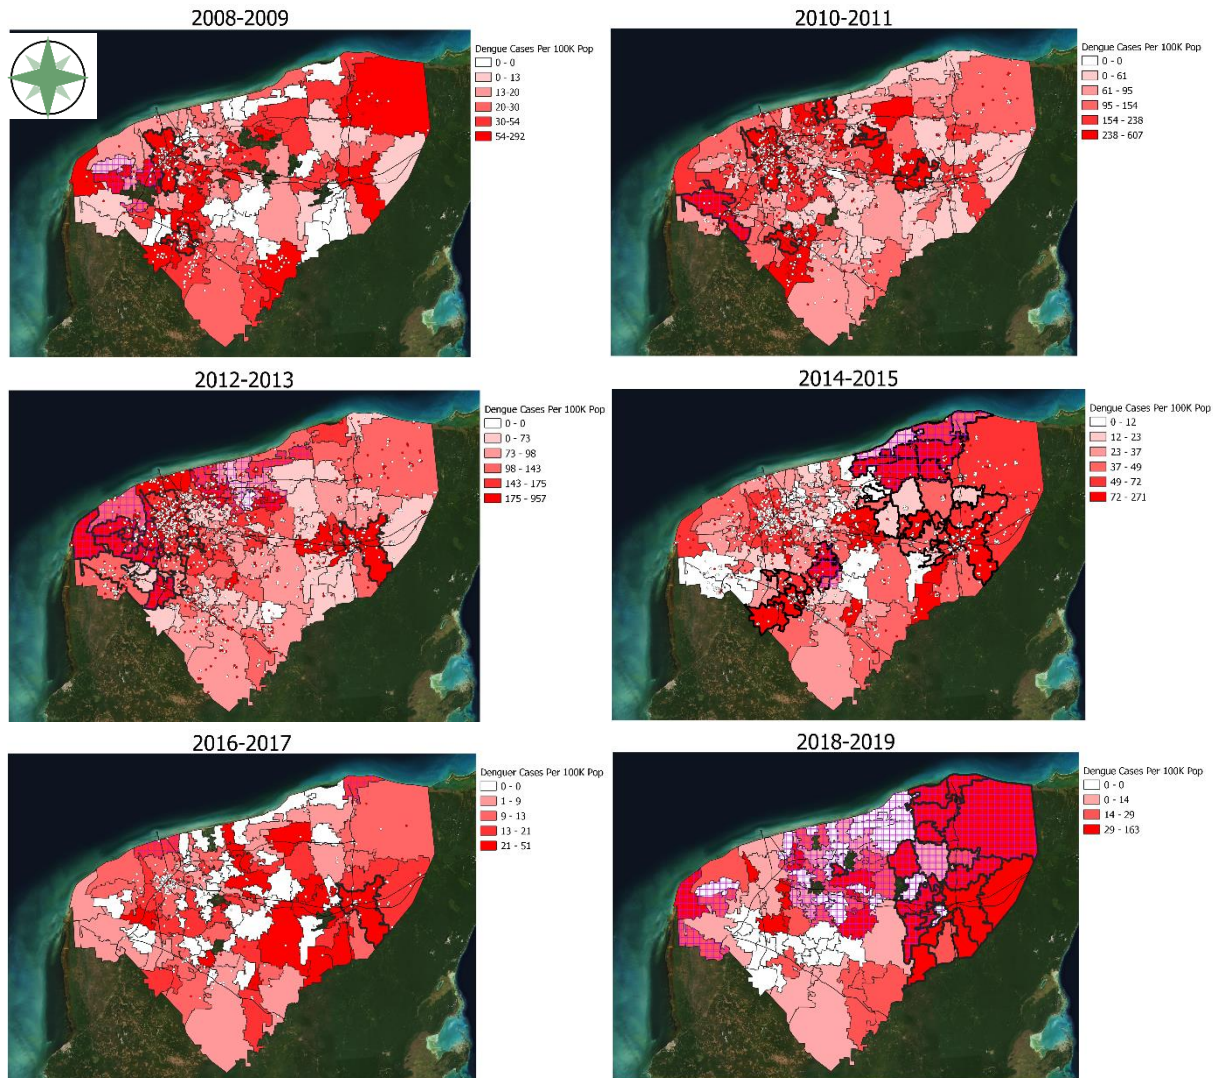 2008-2009
Dengue Cases Per 100K Pop
0 - 0
0 - 13
13-20
20-30
30-54
54-292
2010-2011
Dengue Cases Per 100K Pop
0 - 0
0 - 61
61 - 95
95 - 154
154 - 238
238 - 607
2012-2013
Dengue Cases Per 100K Pop
0 - 0
0 - 73
73 - 98
98 - 143
143 - 175
175 - 957
2014-2015
Dengue Cases Per 100K Pop
0 - 12
12 - 23
23 - 37
37 - 49
49 - 72
72 - 271
2016-2017
Denguer Cases Per 100K Pop
0 - 0
1 - 9
9 - 13
13 - 21
21 - 51
2018-2019
Dengue Cases Per 100K Pop
0 - 0
0 - 14
14 - 29
29 - 163